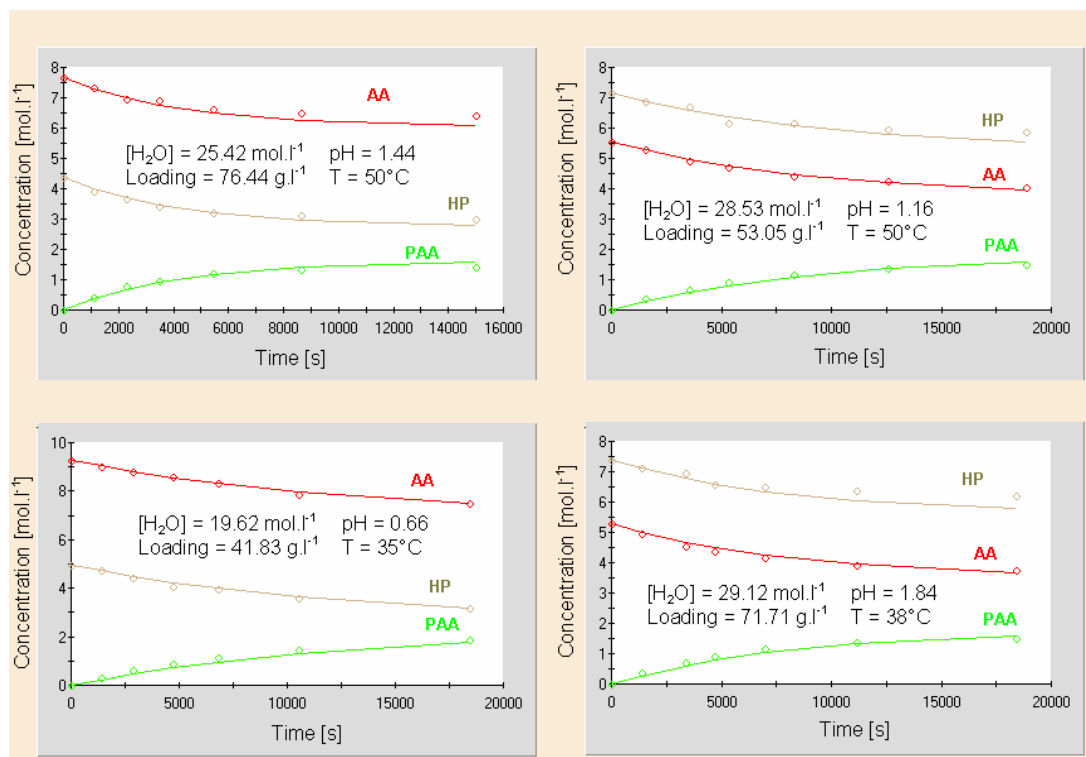 Concentration [mol.l⁻¹]
8
7
6
5
4
3
2
1
0
AA
[H₂O] = 25.42 mol.l⁻¹ pH = 1.44
Loading = 76.44 g.l⁻¹ T = 50°C
HP
PAA
0 2000 4000 6000 8000 10000 12000 14000 16000
Time [s]
Concentration [mol.l⁻¹]
8
7
6
5
4
3
2
1
0
HP
AA
[H₂O] = 28.53 mol.l⁻¹ pH = 1.16
Loading = 53.05 g.l⁻¹ T = 50°C
PAA
0 5000 10000 15000 20000
Time [s]
Concentration [mol.l⁻¹]
10
8
6
4
2
0
AA
[H₂O] = 19.62 mol.l⁻¹ pH = 0.66
Loading = 41.83 g.l⁻¹ T = 35°C
HP
PAA
0 5000 10000 15000 20000
Time [s]
Concentration [mol.l⁻¹]
8
7
6
5
4
3
2
1
0
HP
AA
[H₂O] = 29.12 mol.l⁻¹ pH = 1.84
Loading = 71.71 g.l⁻¹ T = 38°C
PAA
0 5000 10000 15000 20000
Time [s]